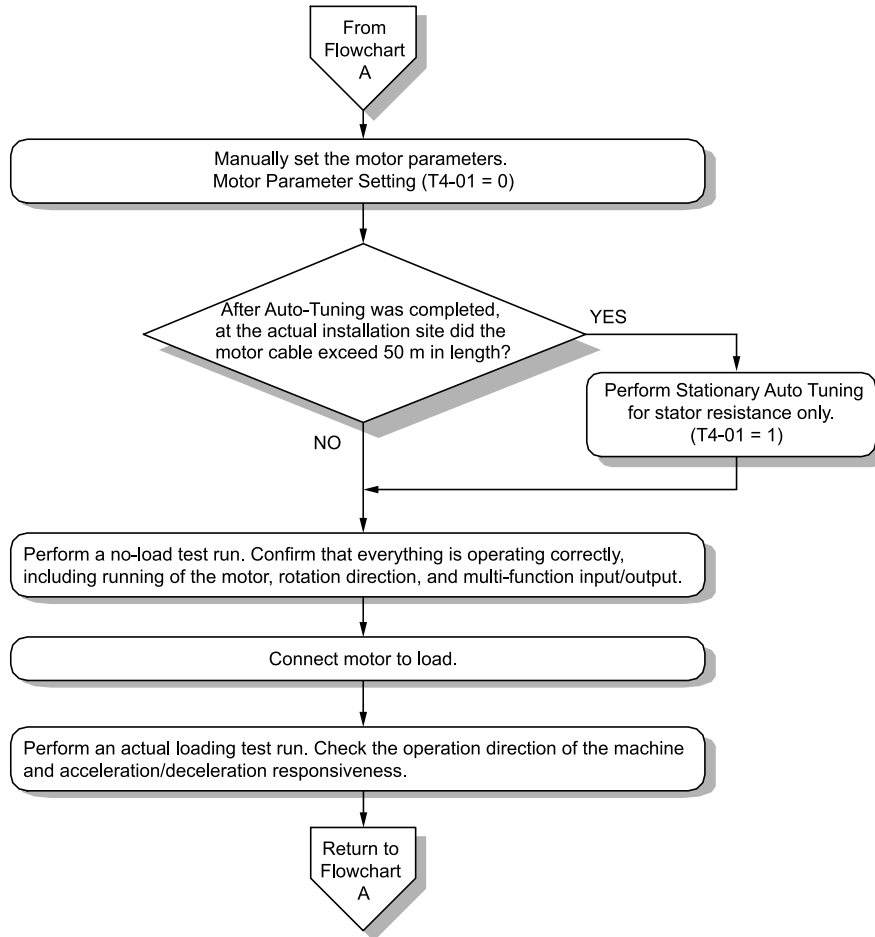 From
Flowchart
A
Manually set the motor parameters.
Motor Parameter Setting (T4-01 = 0)
After Auto-Tuning was completed,
at the actual installation site did the
motor cable exceed 50 m in length?
YES
Perform Stationary Auto Tuning
for stator resistance only.
(T4-01 = 1)
NO
Perform a no-load test run. Confirm that everything is operating correctly,
including running of the motor, rotation direction, and multi-function input/output.
Connect motor to load.
Perform an actual loading test run. Check the operation direction of the machine
and acceleration/deceleration responsiveness.
Return to
Flowchart
A